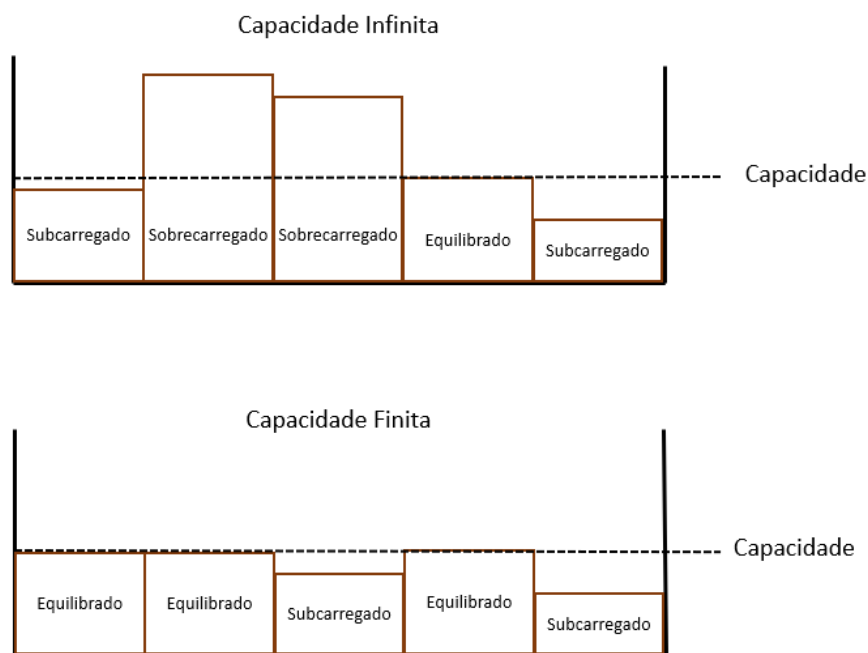 Capacidade Infinita
Capacidade
Subcarregado
Sobrecarregado
Sobrecarregado
Equilibrado
Subcarregado
Capacidade Finita
Capacidade
Equilibrado
Equilibrado
Subcarregado
Equilibrado
Subcarregado